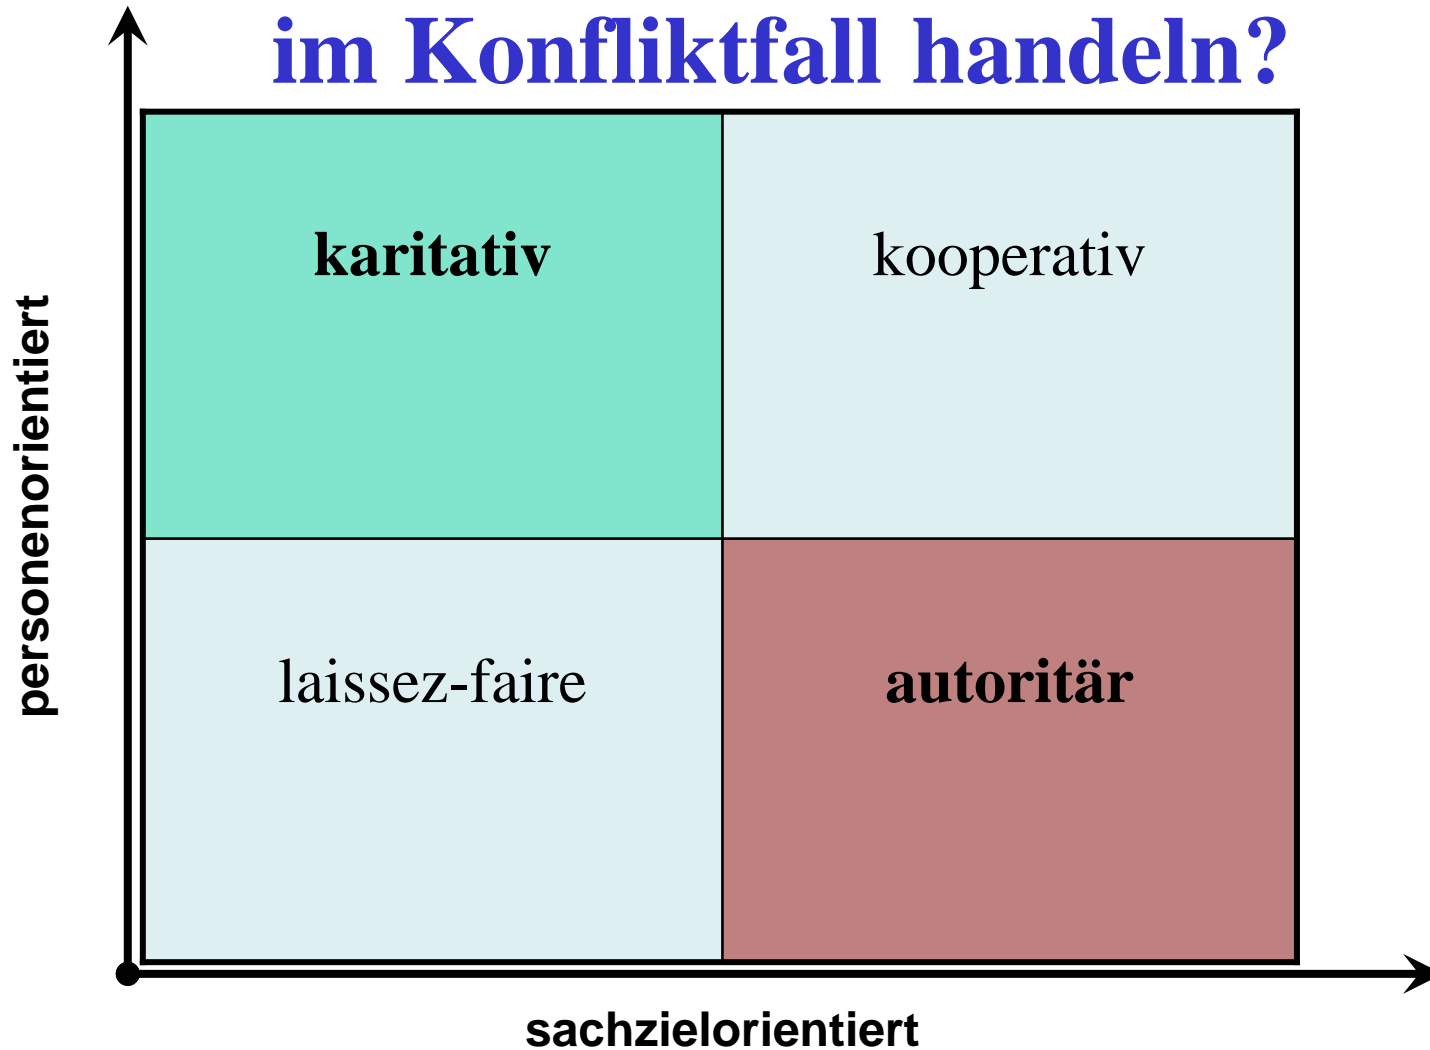 im Konfliktfall handeln?
karitativ
kooperativ
personenorientiert
laissez-faire
autoritär
sachzielorientiert